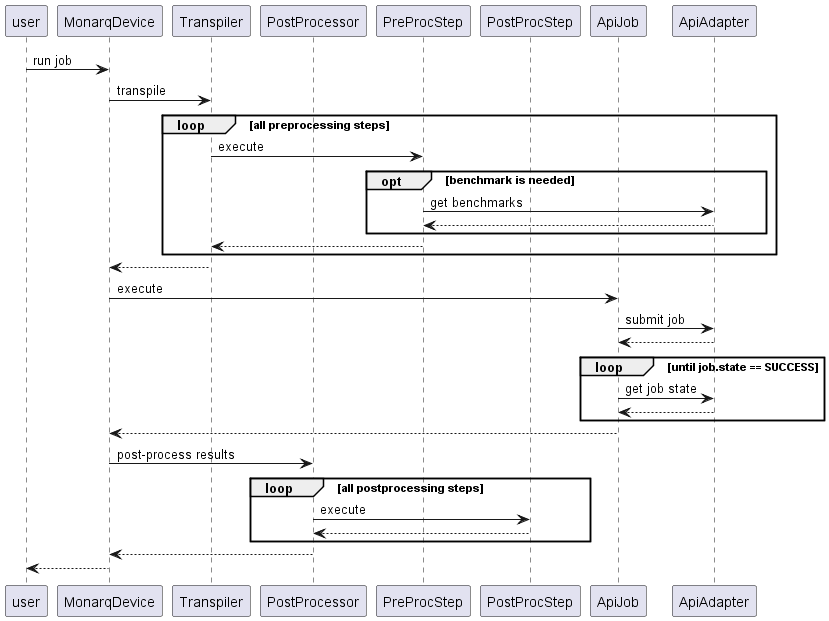 user MonarqDevice Transpiler PostProcessor PreProcStep PostProcStep ApiJob ApiAdapter
run job
transpile
loop [all preprocessing steps]
execute
opt [benchmark is needed]
get benchmarks
execute
submit job
loop [until job.state == SUCCESS]
get job state
post-process results
loop [all postprocessing steps]
execute
user MonarqDevice Transpiler PostProcessor PreProcStep PostProcStep ApiJob ApiAdapter